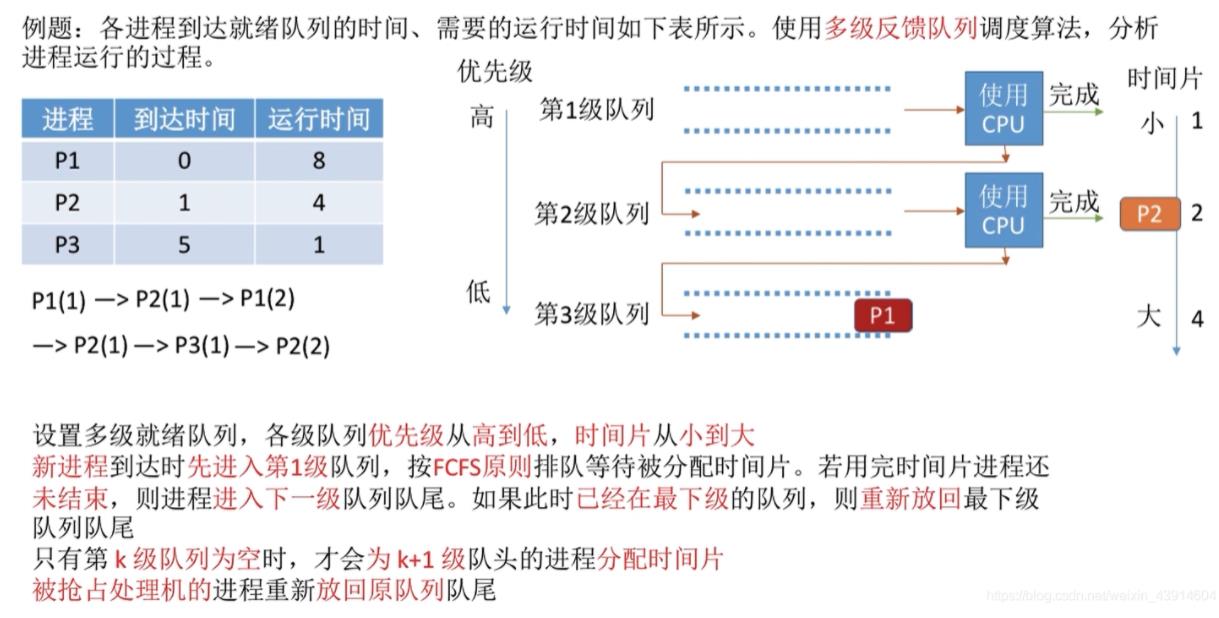 例题：各进程到达就绪队列的时间、需要的运行时间如下表所示。使用多级反馈队列调度算法，分析
进程运行的过程。
进程 到达时间 运行时间
P1 0 8
P2 1 4
P3 5 1
P1(1) —> P2(1) —> P1(2)
—> P2(1) —> P3(1) —> P2(2)
优先级
高
低
第1级队列
使用
CPU
完成
第2级队列
使用
CPU
完成
P2
第3级队列
P1
时间片
小 1
2
大 4
设置多级就绪队列，各级队列优先级从高到低，时间片从小到大
新进程到达时先进入第1级队列，按FCFS原则排队等待被分配时间片。若用完时间片进程还
未结束，则进程进入下一级队列队尾。如果此时已经在最下级的队列，则重新放回最下级
队列队尾
只有第 k 级队列为空时，才会为 k+1 级队头的进程分配时间片
被抢占处理机的进程重新放回原队列队尾
https://blog.csdn.net/weixin_43914604